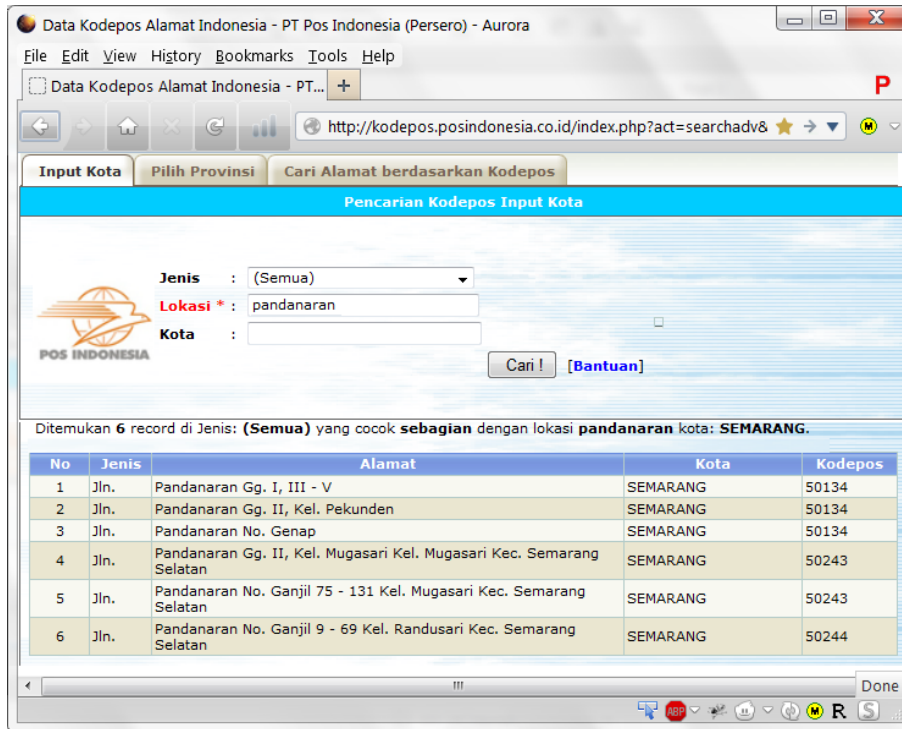 Data Kodepos Alamat Indonesia - PT Pos Indonesia (Persero) - Aurora
File Edit View History Bookmarks Tools Help
Data Kodepos Alamat Indonesia - PT... +
P
http://kodepos.posindonesia.co.id/index.php?act=searchadv&
M
Input Kota Pilih Provinsi Cari Alamat berdasarkan Kodepos
Pencarian Kodepos Input Kota
Jenis : (Semua)
Lokasi * : pandanaran
Kota :
POS INDONESIA
Cari ! [Bantuan]
Ditemukan 6 record di Jenis: (Semua) yang cocok sebagian dengan lokasi pandanaran kota: SEMARANG.
No Jenis Alamat Kota Kodepos
1 Jln. Pandanaran Gg. I, III - V SEMARANG 50134
2 Jln. Pandanaran Gg. II, Kel. Pekunden SEMARANG 50134
3 Jln. Pandanaran No. Genap SEMARANG 50134
4 Jln. Pandanaran Gg. II, Kel. Mugasari Kel. Mugasari Kec. Semarang Selatan SEMARANG 50243
5 Jln. Pandanaran No. Ganjil 75 - 131 Kel. Mugasari Kec. Semarang Selatan SEMARANG 50243
6 Jln. Pandanaran No. Ganjil 9 - 69 Kel. Randusari Kec. Semarang Selatan SEMARANG 50244
Done
ABP M R S